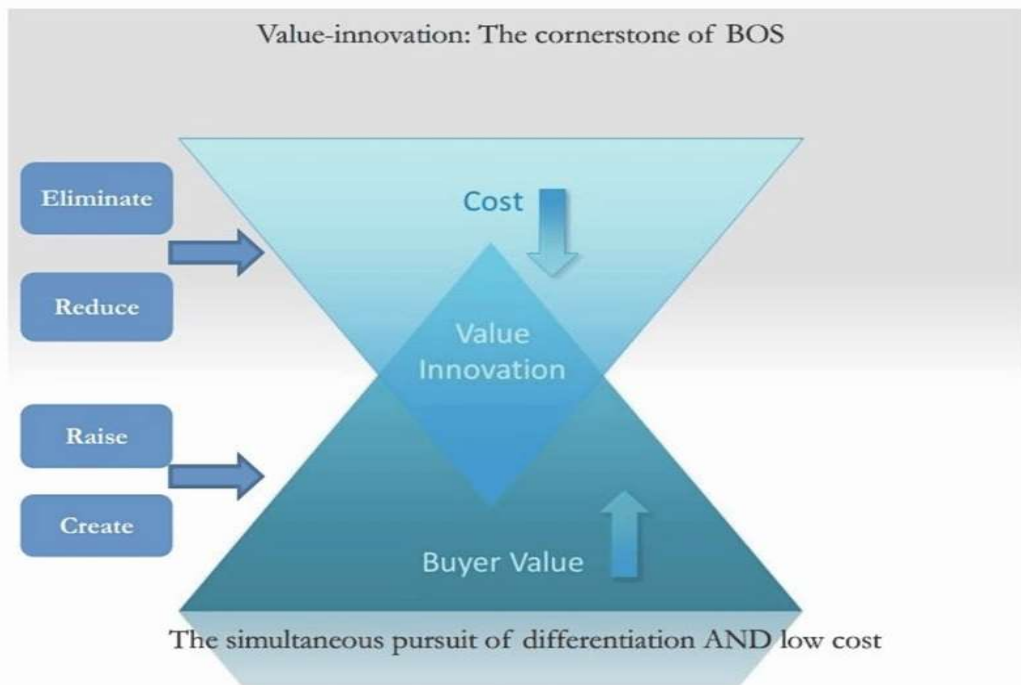 Value-innovation: The cornerstone of BOS
Eliminate
Reduce
Cost
Value
Innovation
Raise
Create
Buyer Value
The simultaneous pursuit of differentiation AND low cost